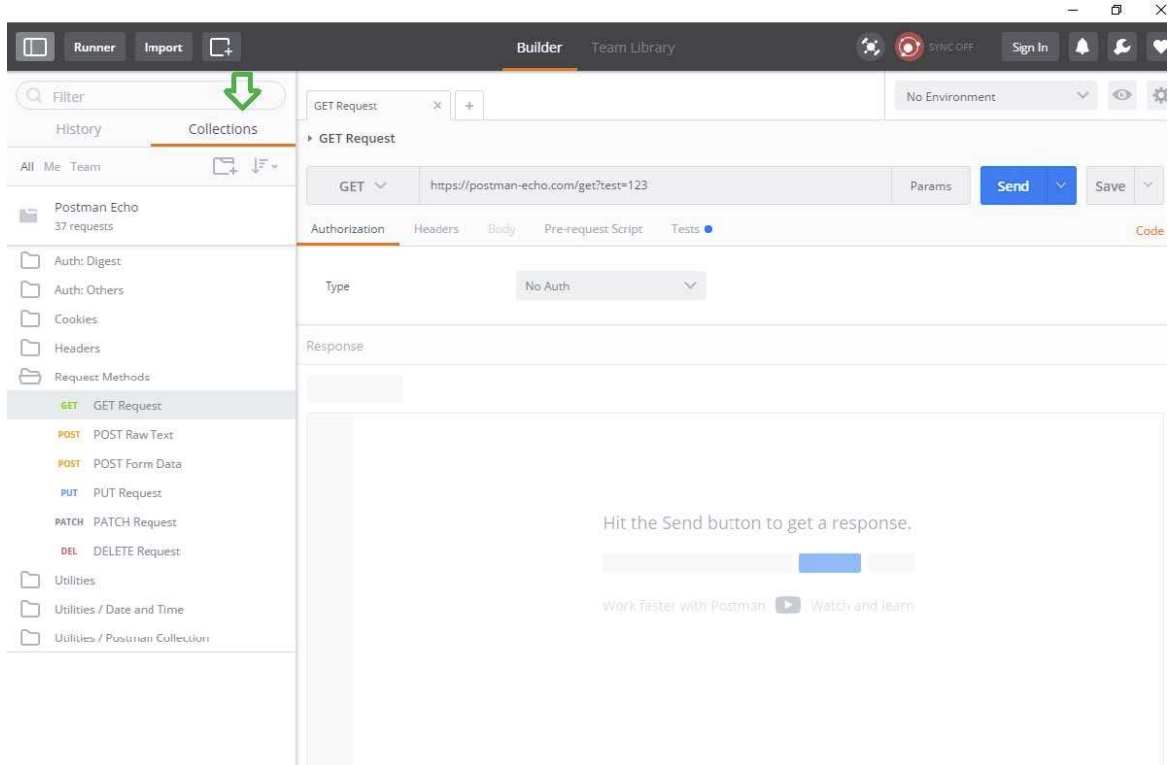 Runner Import Builder Team Library SYNC OFF Sign In
Filter
History Collections
All Me Team
Postman Echo
37 requests
Auth: Digest
Auth: Others
Cookies
Headers
Request Methods
GET GET Request
POST POST Raw Text
POST POST Form Data
PUT PUT Request
PATCH PATCH Request
DEL DELETE Request
Utilities
Utilities / Date and Time
Utilities / Postman Collection
GET Request × +
No Environment
GET Request
GET https://postman-echo.com/get?test=123 Params Send Save
Authorization Headers Body Pre-request Script Tests Code
Type No Auth
Response
Hit the Send button to get a response.
Work faster with Postman Watch and learn